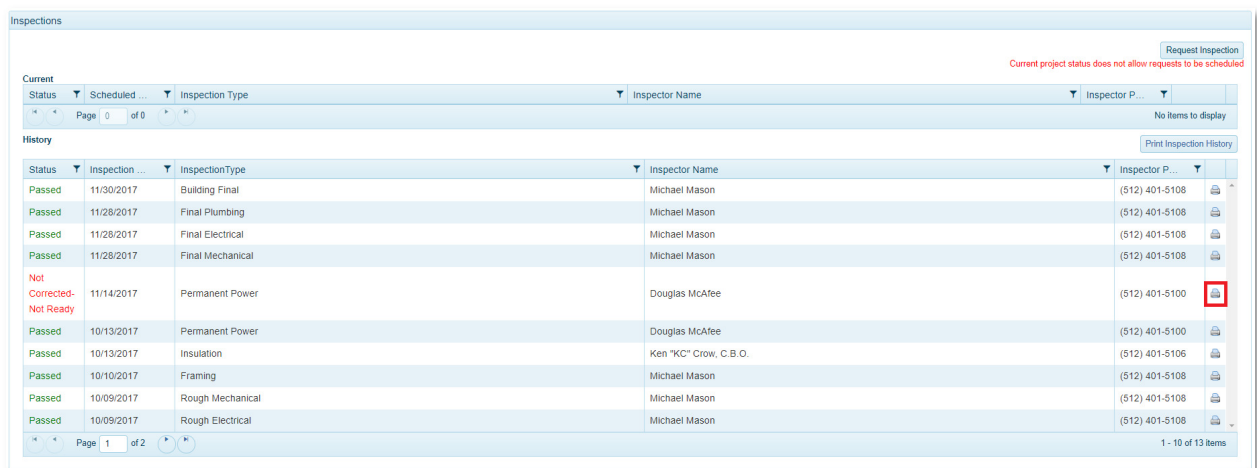 Inspections
Request Inspection
Current project status does not allow requests to be scheduled
Current
Status Scheduled ... Inspection Type Inspector Name Inspector P...
Page 0 of 0 No items to display
History
Print Inspection History
Status Inspection ... InspectionType Inspector Name Inspector P...
Passed 11/30/2017 Building Final Michael Mason (512) 401-5108
Passed 11/28/2017 Final Plumbing Michael Mason (512) 401-5108
Passed 11/28/2017 Final Electrical Michael Mason (512) 401-5108
Passed 11/28/2017 Final Mechanical Michael Mason (512) 401-5108
Not
Corrected- 11/14/2017 Permanent Power Douglas McAfee (512) 401-5100
Not Ready
Passed 10/13/2017 Permanent Power Douglas McAfee (512) 401-5100
Passed 10/13/2017 Insulation Ken "KC" Crow, C.B.O. (512) 401-5106
Passed 10/10/2017 Framing Michael Mason (512) 401-5108
Passed 10/09/2017 Rough Mechanical Michael Mason (512) 401-5108
Passed 10/09/2017 Rough Electrical Michael Mason (512) 401-5108
Page 1 of 2 1 - 10 of 13 items